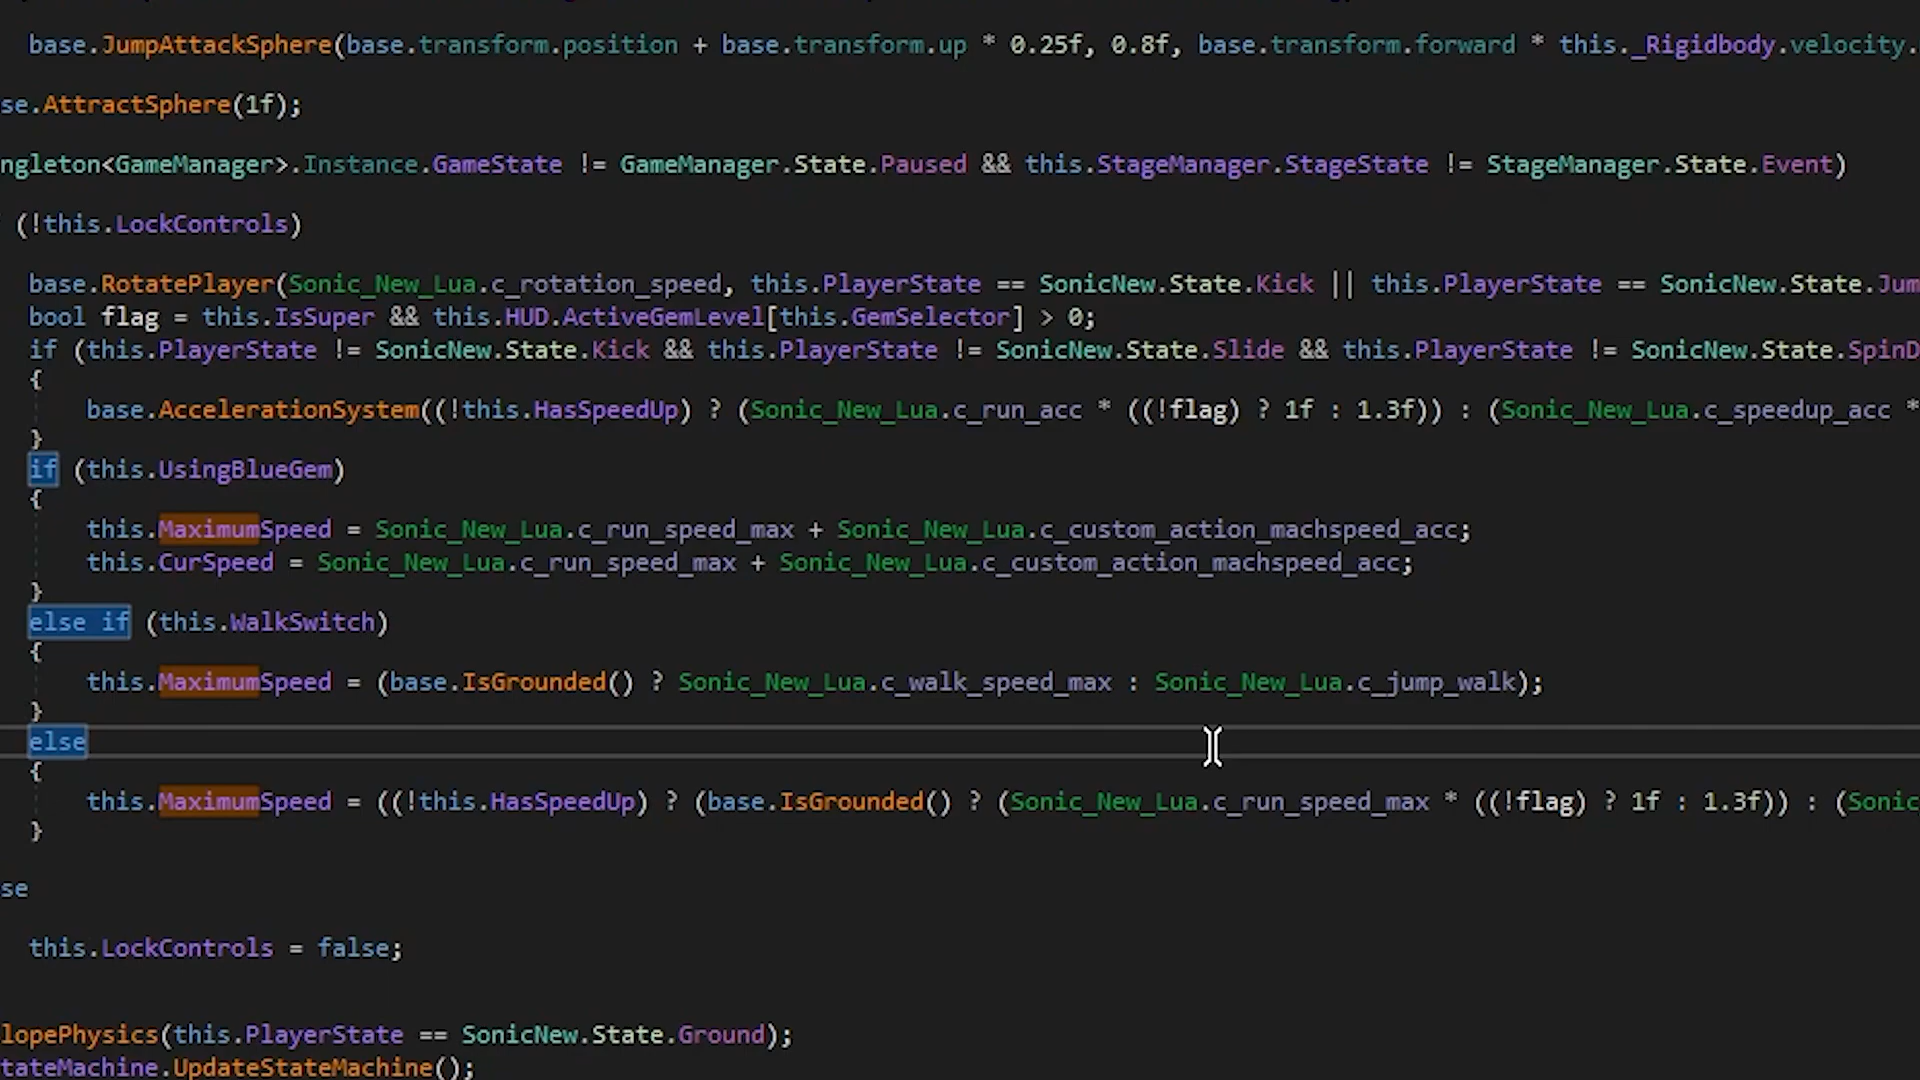 base.JumpAttackSphere(base.transform.position + base.transform.up * 0.25f, 0.8f, base.transform.forward * this._Rigidbody.velocity.
se.AttractSphere(1f);
ngleton<GameManager>.Instance.GameState != GameManager.State.Paused && this.StageManager.StageState != StageManager.State.Event)
(!this.LockControls)
base.RotatePlayer(Sonic_New_Lua.c_rotation_speed, this.PlayerState == SonicNew.State.Kick || this.PlayerState == SonicNew.State.Jum
bool flag = this.IsSuper && this.HUD.ActiveGemLevel[this.GemSelector] > 0;
if (this.PlayerState != SonicNew.State.Kick && this.PlayerState != SonicNew.State.Slide && this.PlayerState != SonicNew.State.SpinD
{
base.AccelerationSystem((!this.HasSpeedUp) ? (Sonic_New_Lua.c_run_acc * ((!flag) ? 1f : 1.3f)) : (Sonic_New_Lua.c_speedup_acc *
}
if (this.UsingBlueGem)
{
this.MaximumSpeed = Sonic_New_Lua.c_run_speed_max + Sonic_New_Lua.c_custom_action_machspeed_acc;
this.CurSpeed = Sonic_New_Lua.c_run_speed_max + Sonic_New_Lua.c_custom_action_machspeed_acc;
}
else if (this.WalkSwitch)
{
this.MaximumSpeed = (base.IsGrounded() ? Sonic_New_Lua.c_walk_speed_max : Sonic_New_Lua.c_jump_walk);
}
else
{
this.MaximumSpeed = ((!this.HasSpeedUp) ? (base.IsGrounded() ? (Sonic_New_Lua.c_run_speed_max * ((!flag) ? 1f : 1.3f)) : (Sonic
}
se
this.LockControls = false;
lopePhysics(this.PlayerState == SonicNew.State.Ground);
tateMachine.UpdateStateMachine();